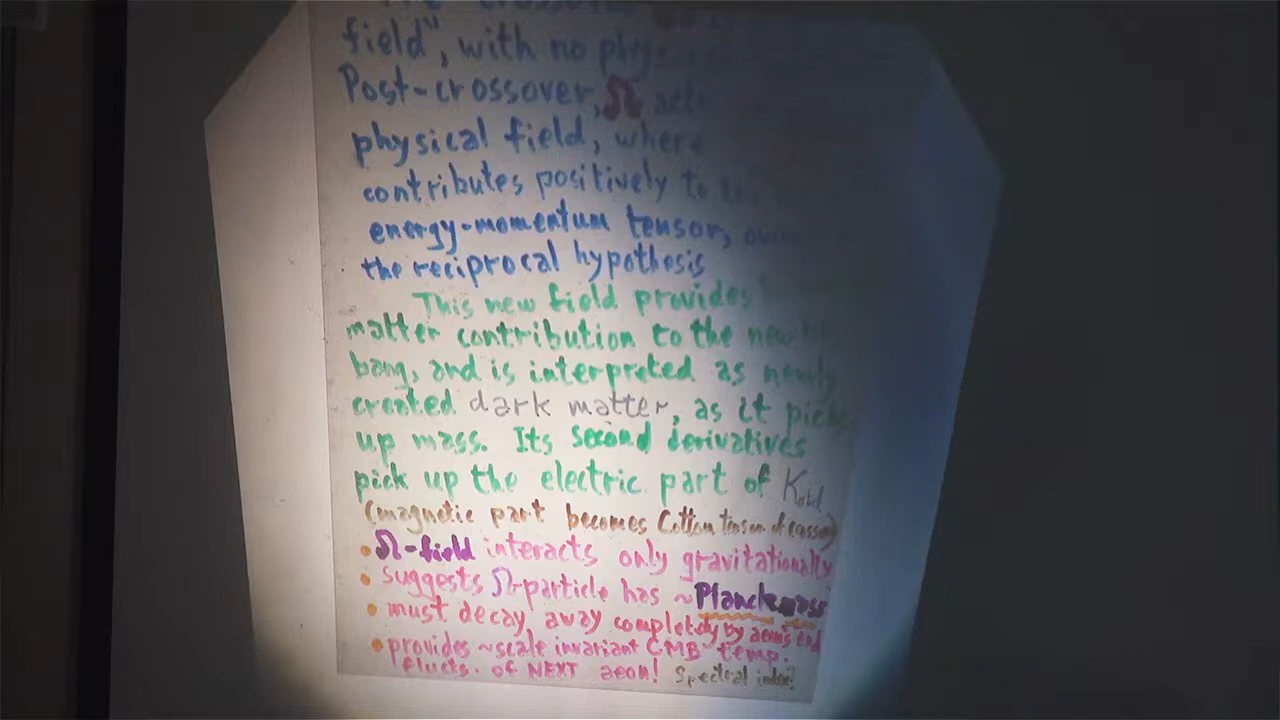 field", with no
Post-crossover, Ω
physical field, where
contributes positively to
energy-momentum tensor,
the reciprocal hypothesis
This new field provides
matter contribution to the new
bang, and is interpreted as newly
created dark matter, as it picks
up mass. Its second derivatives
pick up the electric part of
(magnetic part becomes Cotton tensor of crossover)
• Ω-field interacts only gravitationally
• suggests Ω-particle has ~Planck mass
• must decay away completely by aeon's end
• provides ~scale invariant CMB temp.
flucts. of NEXT aeon! Spectral index!